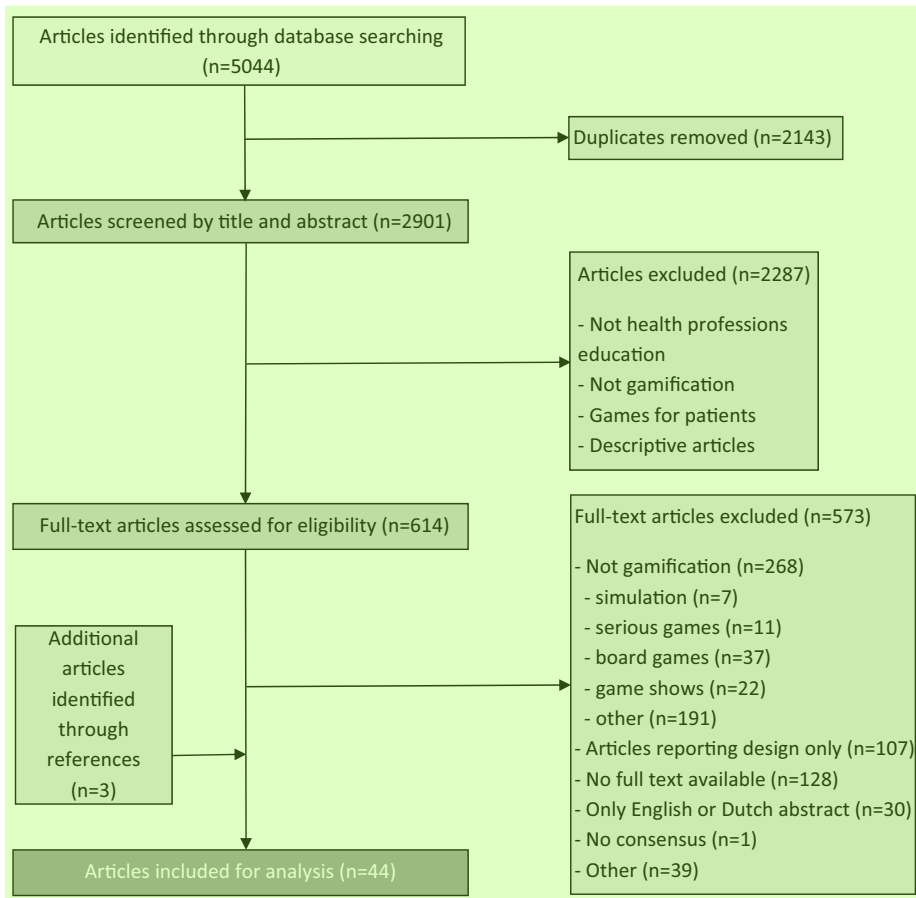 Articles identified through database searching
(n=5044)
Duplicates removed (n=2143)
Articles screened by title and abstract (n=2901)
Articles excluded (n=2287)
- Not health professions
education
- Not gamification
- Games for patients
- Descriptive articles
Full-text articles assessed for eligibility (n=614)
Full-text articles excluded (n=573)
- Not gamification (n=268)
- simulation (n=7)
- serious games (n=11)
- board games (n=37)
- game shows (n=22)
- other (n=191)
- Articles reporting design only (n=107)
- No full text available (n=128)
- Only English or Dutch abstract (n=30)
- No consensus (n=1)
- Other (n=39)
Additional
articles
identified
through
references
(n=3)
Articles included for analysis (n=44)